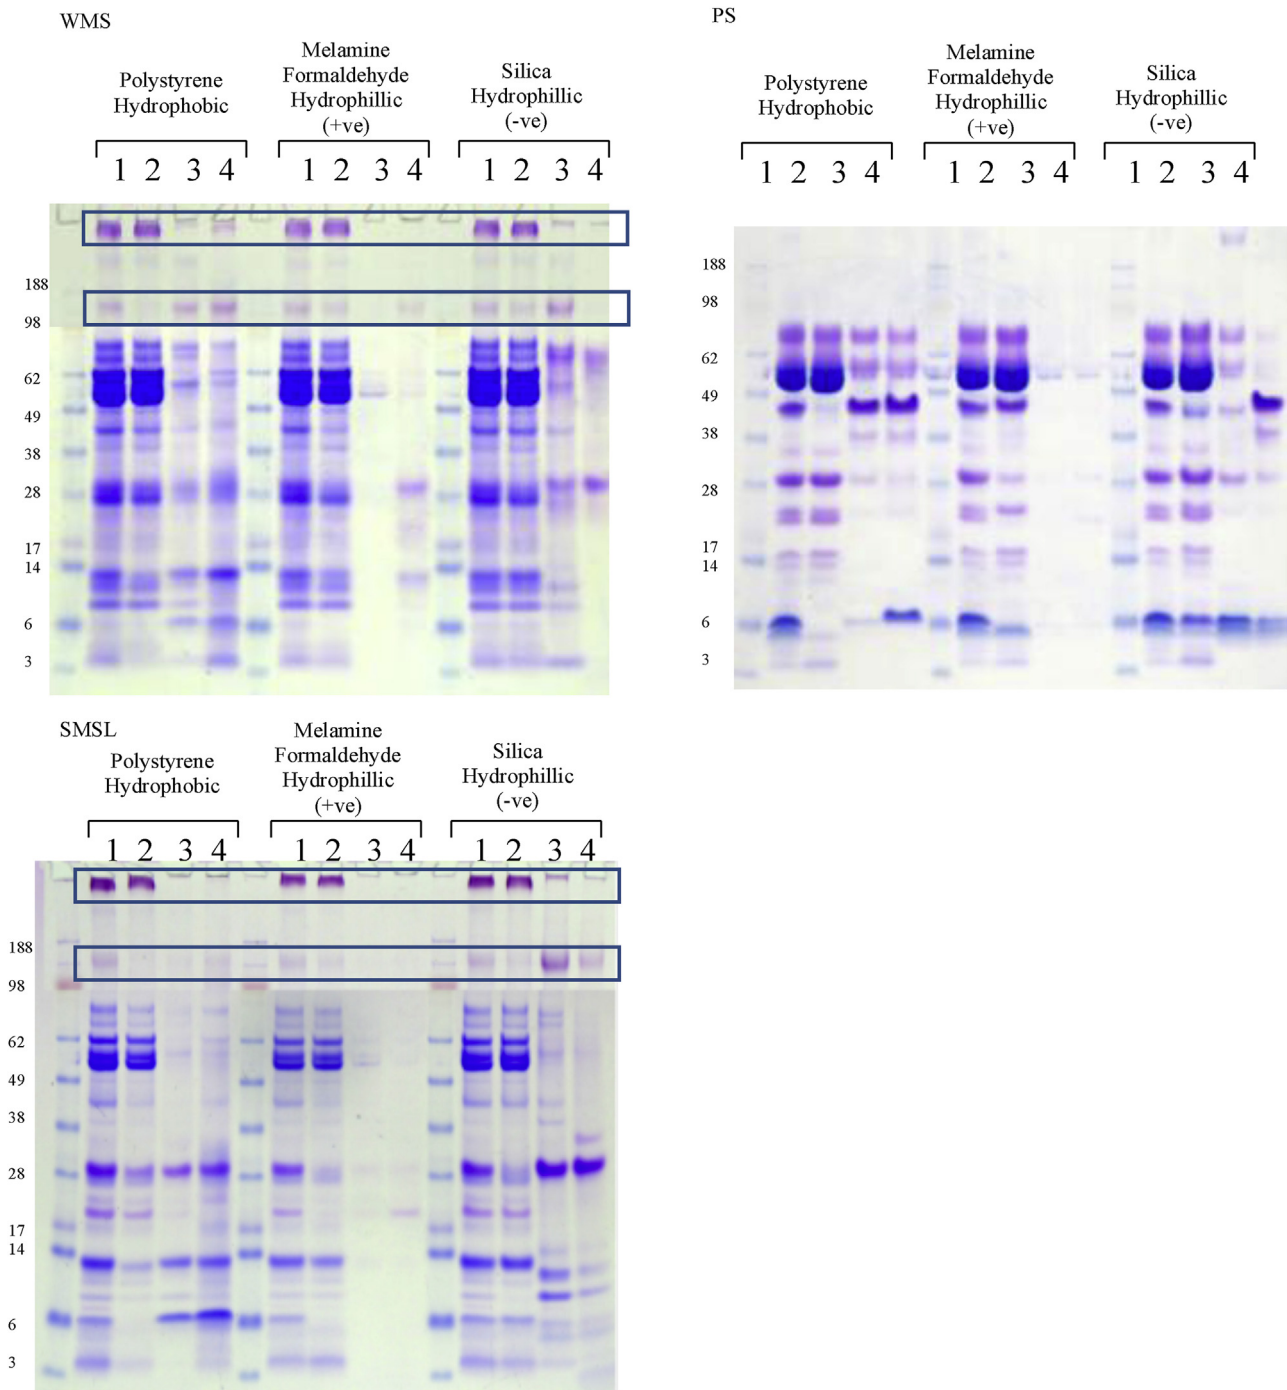 WMS
Polystyrene
Hydrophobic
Melamine
Formaldehyde
Hydrophillic
(+ve)
Silica
Hydrophillic
(-ve)
1 2 3 4
1 2 3 4
1 2 3 4
188
98
62
49
38
28
17
14
6
3
PS
Polystyrene
Hydrophobic
Melamine
Formaldehyde
Hydrophillic
(+ve)
Silica
Hydrophillic
(-ve)
1 2 3 4
1 2 3 4
1 2 3 4
188
98
62
49
38
28
17
14
6
3
SMSL
Polystyrene
Hydrophobic
Melamine
Formaldehyde
Hydrophillic
(+ve)
Silica
Hydrophillic
(-ve)
1 2 3 4
1 2 3 4
1 2 3 4
188
98
62
49
38
28
17
14
6
3